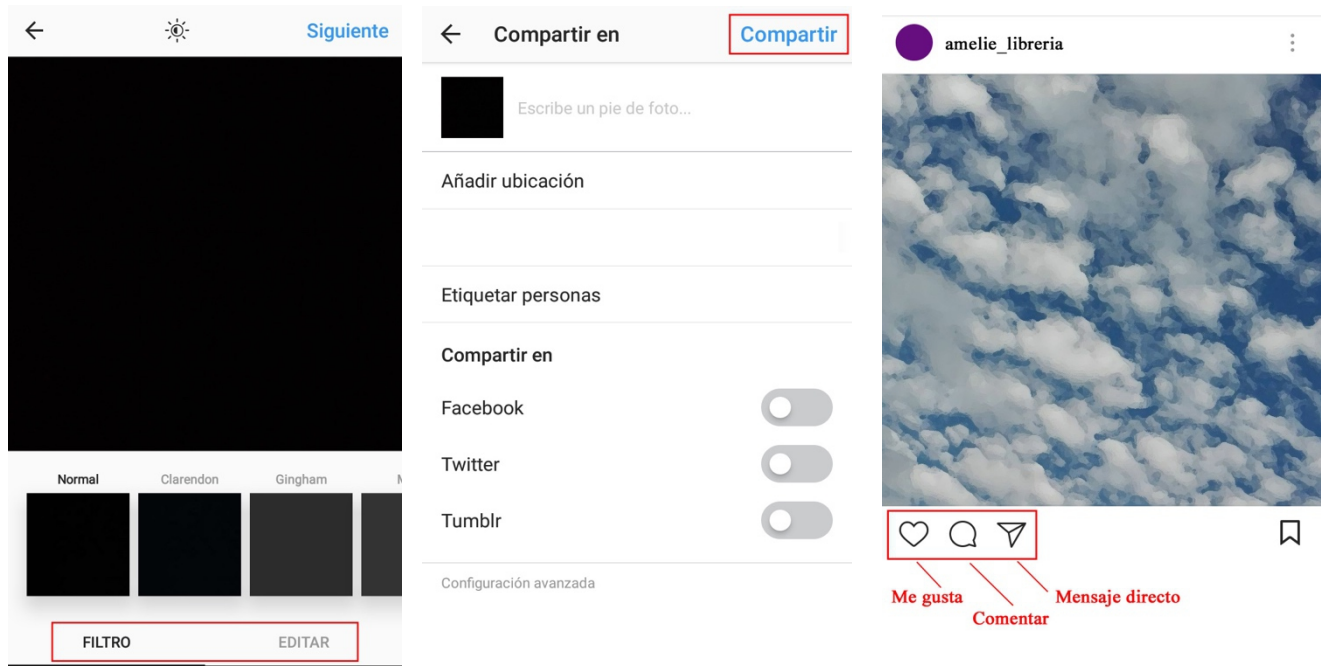 Siguiente
Normal Clarendon Gingham
FILTRO EDITAR
Compartir en Compartir
Escribe un pie de foto...
Añadir ubicación
Etiquetar personas
Compartir en
Facebook
Twitter
Tumblr
Configuración avanzada
amelie_libreria
Me gusta
Comentar
Mensaje directo